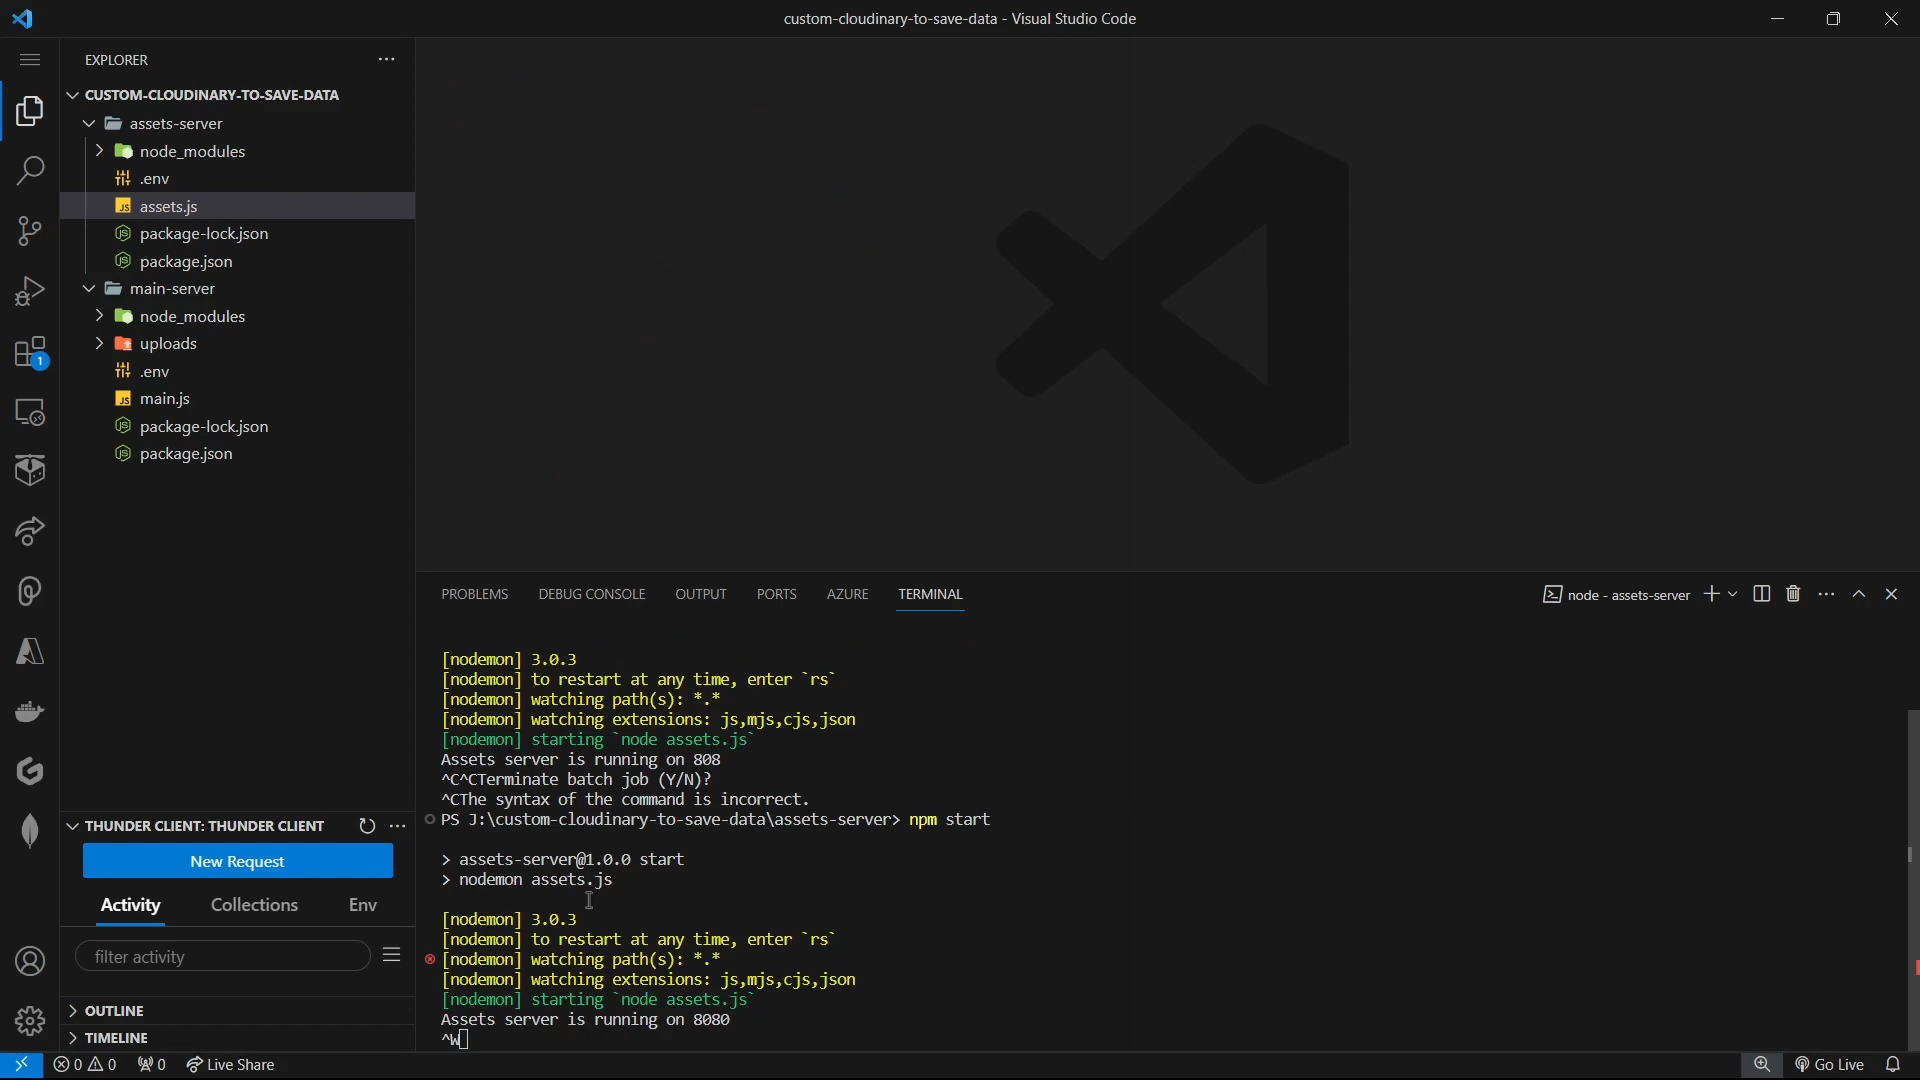 custom-cloudinary-to-save-data - Visual Studio Code
EXPLORER
CUSTOM-CLOUDINARY-TO-SAVE-DATA
assets-server
node_modules
.env
assets.js
package-lock.json
package.json
main-server
node_modules
uploads
.env
main.js
package-lock.json
package.json
1
THUNDER CLIENT: THUNDER CLIENT
New Request
Activity Collections Env
filter activity
OUTLINE
TIMELINE
PROBLEMS DEBUG CONSOLE OUTPUT PORTS AZURE TERMINAL
node - assets-server
[nodemon] 3.0.3
[nodemon] to restart at any time, enter `rs`
[nodemon] watching path(s): *.*
[nodemon] watching extensions: js,mjs,cjs,json
[nodemon] starting `node assets.js`
Assets server is running on 808
^C^CTerminate batch job (Y/N)?
^CThe syntax of the command is incorrect.
PS J:\custom-cloudinary-to-save-data\assets-server> npm start
> assets-server@1.0.0 start
> nodemon assets.js
[nodemon] 3.0.3
[nodemon] to restart at any time, enter `rs`
[nodemon] watching path(s): *.*
[nodemon] watching extensions: js,mjs,cjs,json
[nodemon] starting `node assets.js`
Assets server is running on 8080
^W
0 0 0 Live Share
Go Live